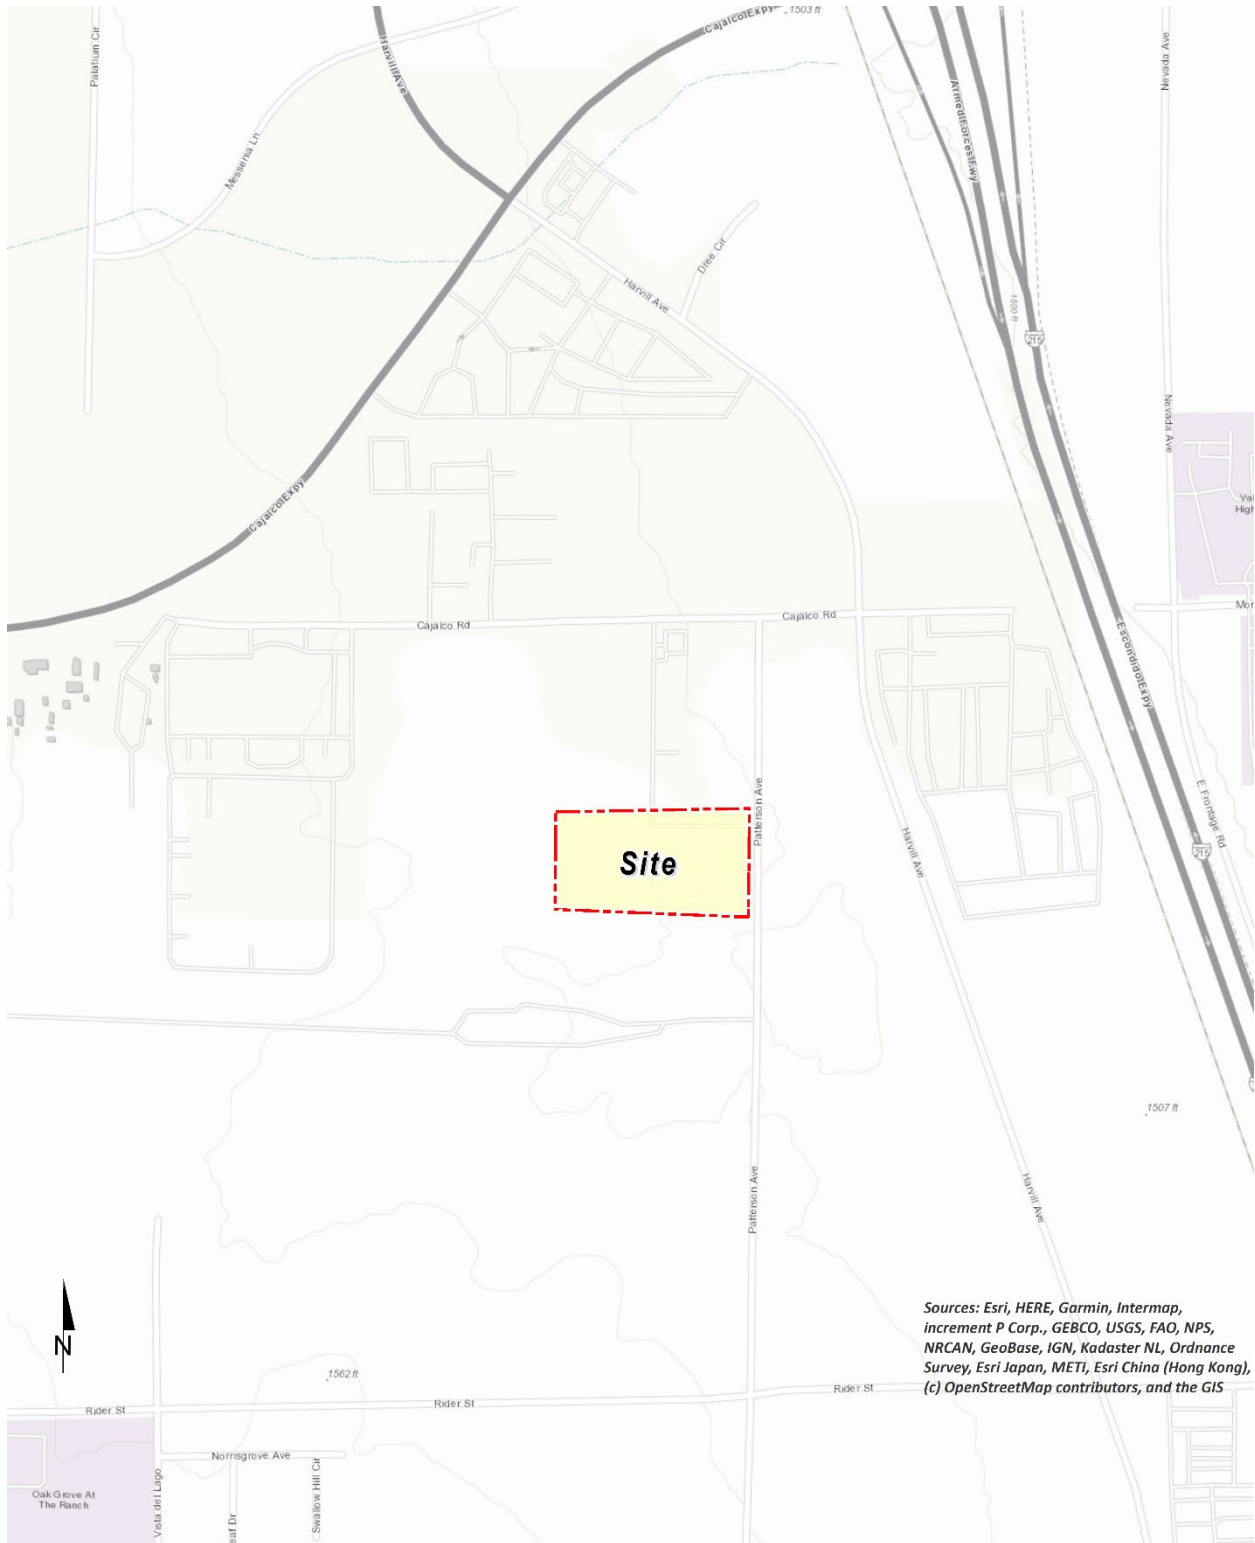 1503 ft
Cajalco Expy
Harvill Ave
Palatium Cir
Nevada Ave
Armed Forces Fwy
Messenia Ln
Dree Cir
Harvill Ave
1500 ft
215
Nevada Ave
Cajalco Expy
Cajalco Rd
Cajalco Rd
Escondido Expy
Patterson Ave
E Frontage Rd
Harvill Ave
215
Site
1507 ft
Patterson Ave
Harvill Ave
N
Sources: Esri, HERE, Garmin, Intermap,
increment P Corp., GEBCO, USGS, FAO, NPS,
NRCAN, GeoBase, IGN, Kadaster NL, Ordnance
Survey, Esri Japan, METI, Esri China (Hong Kong),
(c) OpenStreetMap contributors, and the GIS
1562 ft
Rider St
Rider St
Rider St
Norrisgrove Ave
Oak Grove At
The Ranch
Vista del Lago
eaf Dr
Swallow Hill Cir